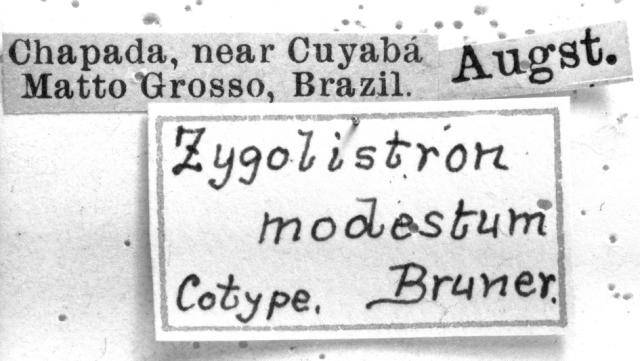 Chapada, near Cuyabá
Matto Grosso, Brazil.
Augst.
Zygolistron
modestum
Cotype. Bruner.